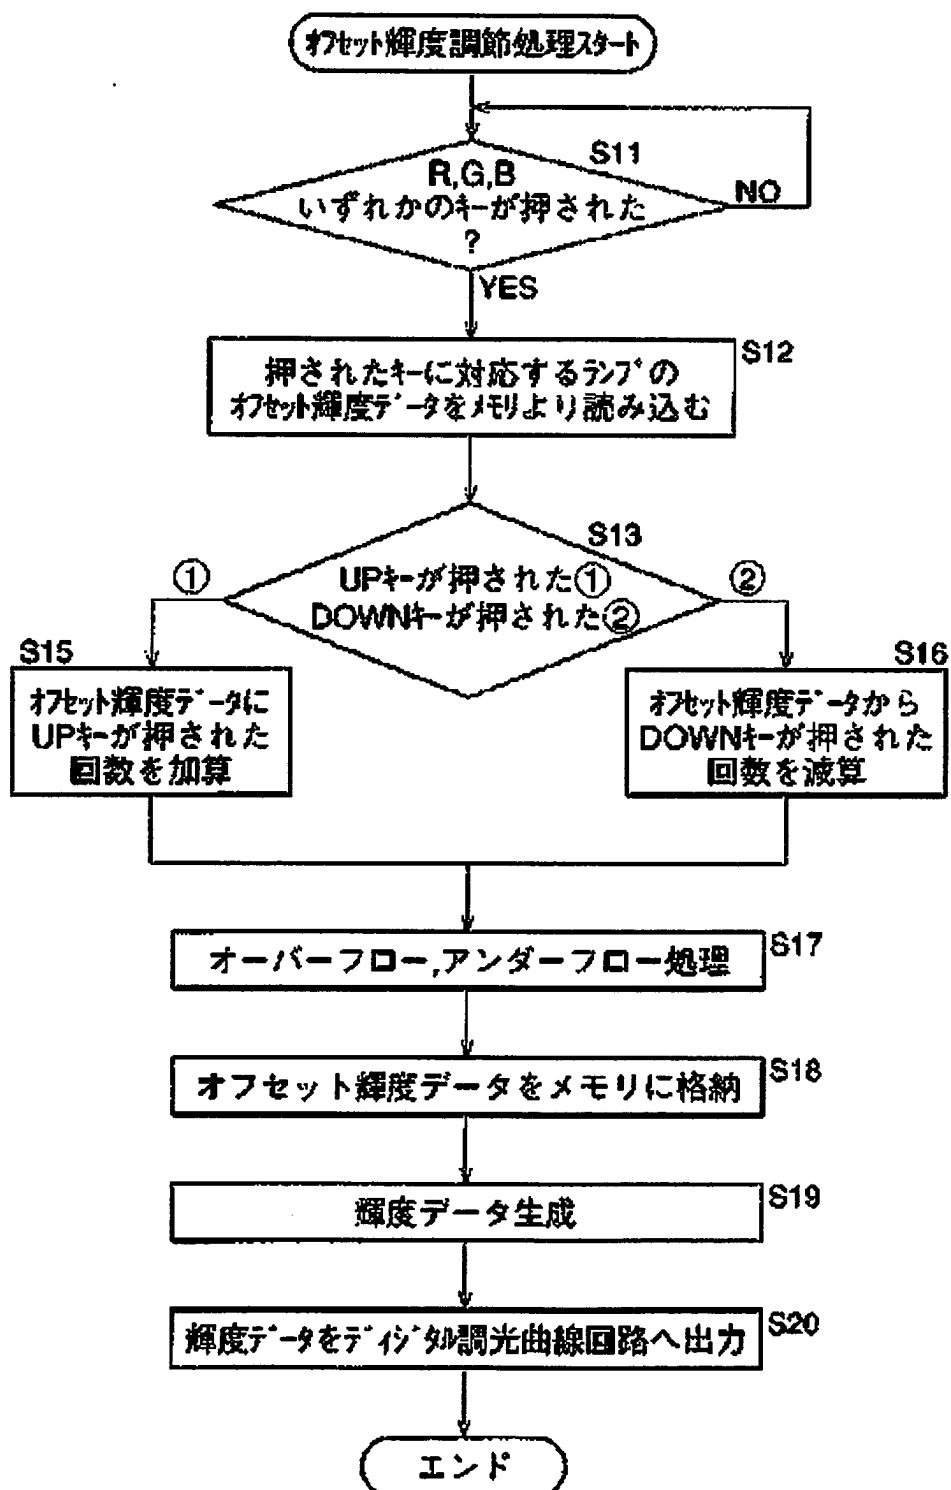 オフセット輝度調節処理スタート
S11
R,G,B
いずれかのキーが押された
?
NO
YES
S12
押されたキーに対応するランプの
オフセット輝度データをメモリより読み込む
S13
① ②
UPキーが押された①
DOWNキーが押された②
S15
オフセット輝度データに
UPキーが押された
回数を加算
S16
オフセット輝度データから
DOWNキーが押された
回数を減算
S17
オーバーフロー,アンダーフロー処理
S18
オフセット輝度データをメモリに格納
S19
輝度データ生成
S20
輝度データをディジタル調光曲線回路へ出力
エンド